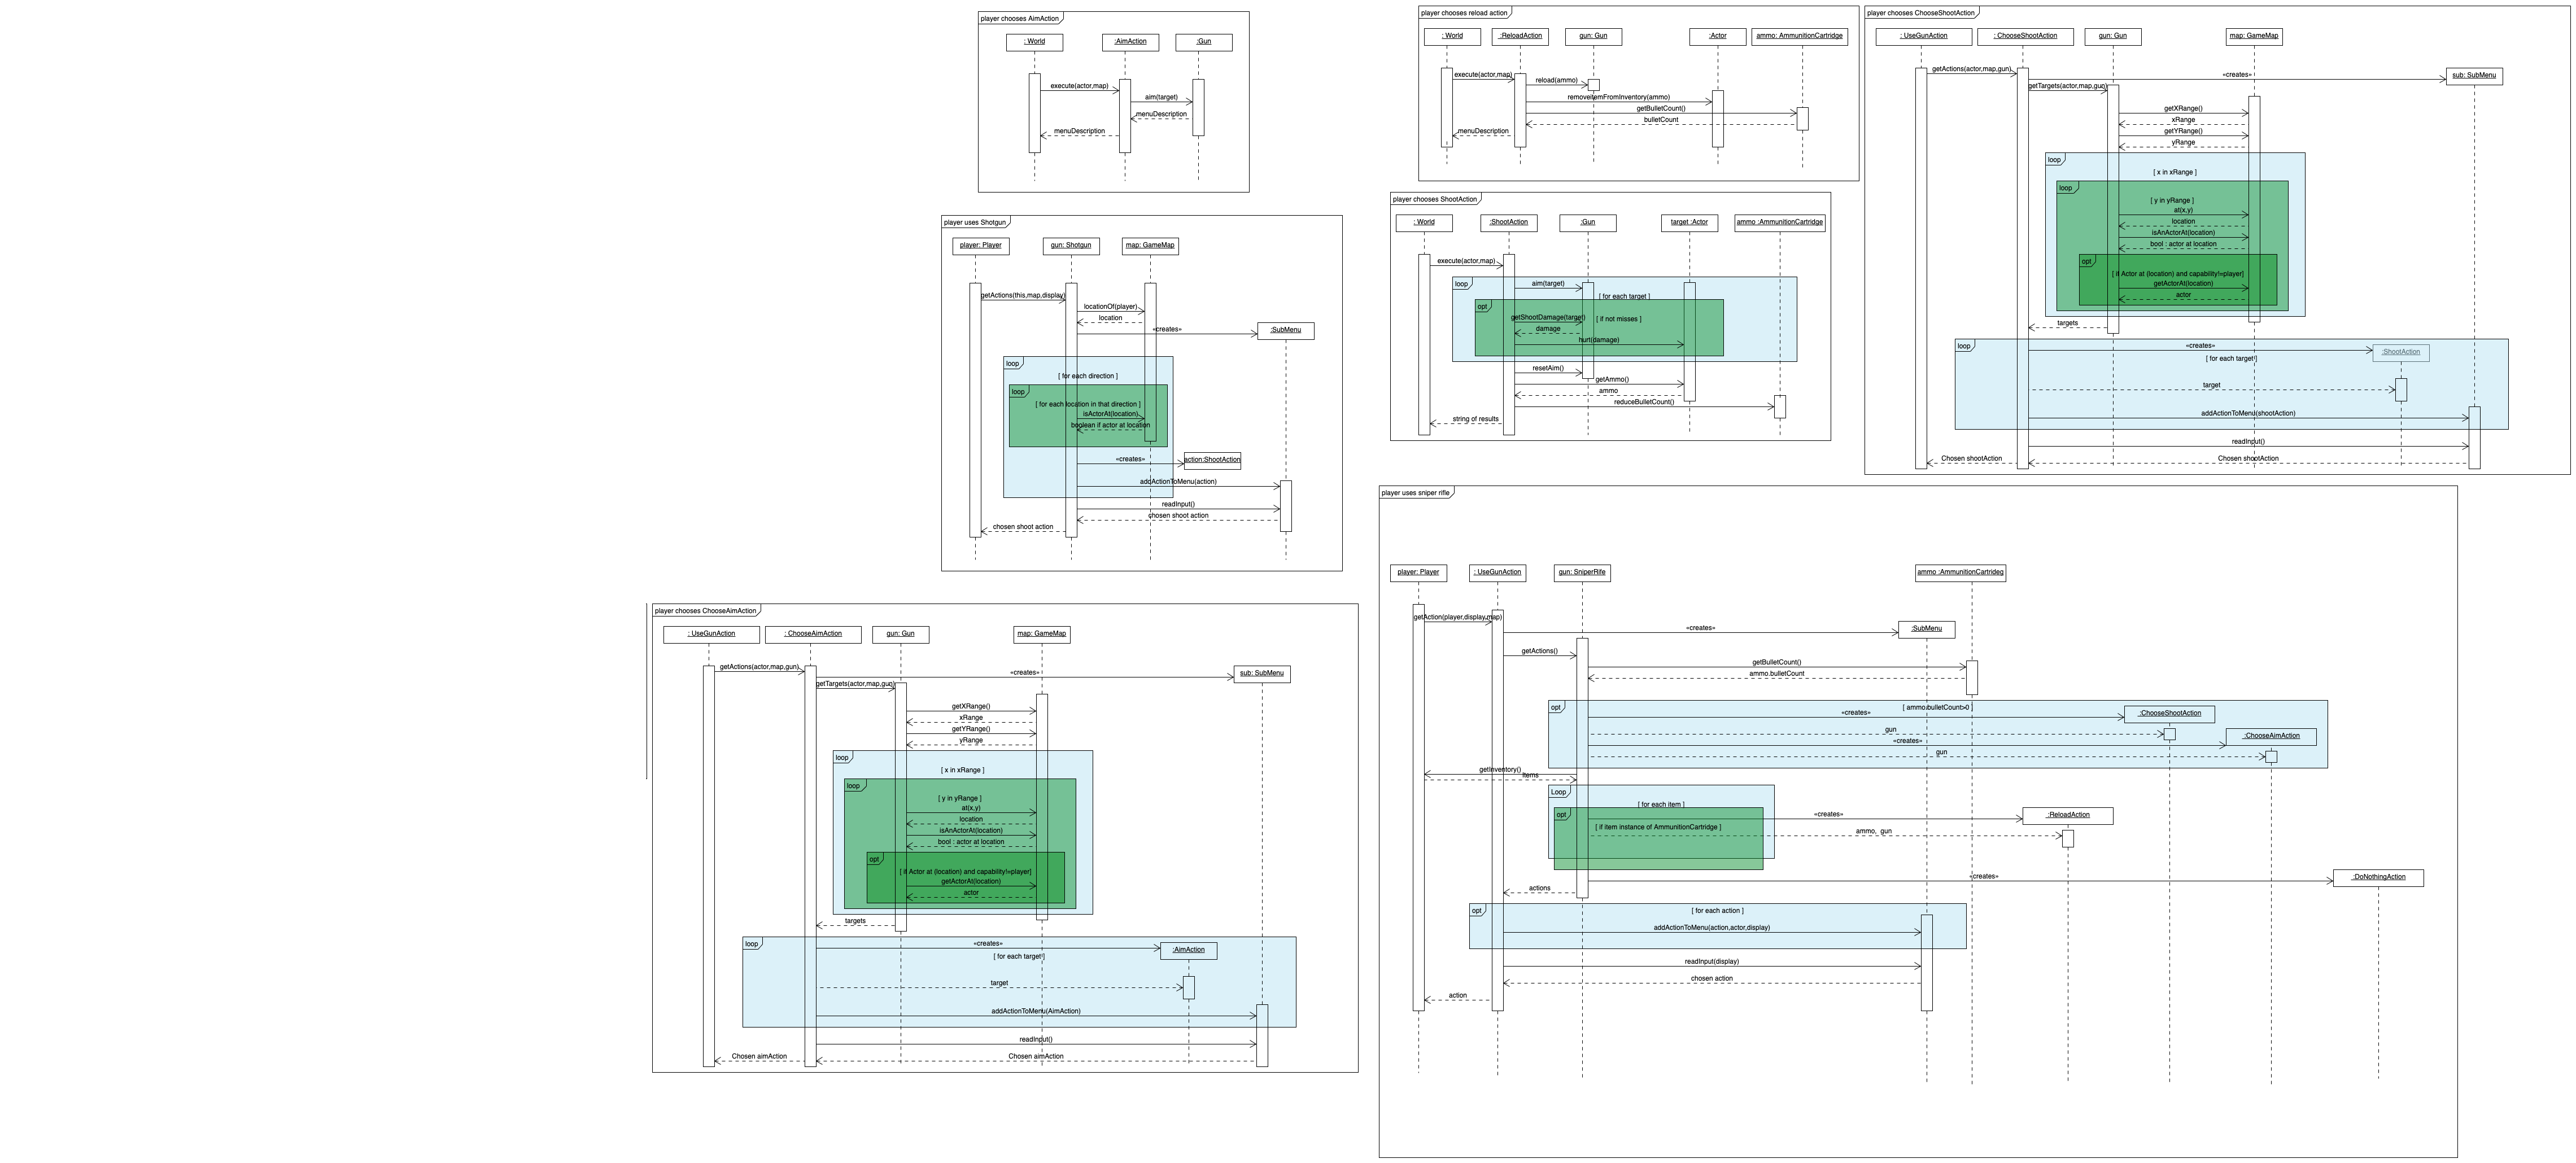 player chooses AimAction
: World
:AimAction
:Gun
execute(actor,map)
aim(target)
menuDescription
menuDescription
player chooses reload action
: World
:ReloadAction
gun: Gun
:Actor
ammo: AmmunitionCartridge
execute(actor,map)
reload(ammo)
removeItemFromInventory(ammo)
getBulletCount()
bulletCount
menuDescription
player chooses ChooseShootAction
: UseGunAction
: ChooseShootAction
gun: Gun
map: GameMap
sub: SubMenu
getActions(actor,map,gun)
«creates»
getTargets(actor,map,gun)
getXRange()
xRange
getYRange()
yRange
loop
[ x in xRange ]
loop
[ y in yRange ]
at(x,y)
location
isAnActorAt(location)
bool : actor at location
opt
[ if Actor at (location) and capability!=player]
getActorAt(location)
actor
targets
loop
«creates»
:ShootAction
[ for each target ]
target
addActionToMenu(shootAction)
readInput()
Chosen shootAction
Chosen shootAction
player uses Shotgun
player: Player
gun: Shotgun
map: GameMap
getActions(this,map,display)
locationOf(player)
location
«creates»
:SubMenu
loop
[ for each direction ]
loop
[ for each location in that direction ]
isActorAt(location)
boolean if actor at location
«creates»
action:ShootAction
addActionToMenu(action)
readInput()
chosen shoot action
chosen shoot action
player chooses ShootAction
: World
:ShootAction
:Gun
target :Actor
ammo :AmmunitionCartridge
execute(actor,map)
loop
aim(target)
[ for each target ]
opt
getShootDamage(target)
[ if not misses ]
damage
hurt(damage)
resetAim()
getAmmo()
ammo
reduceBulletCount()
string of results
player chooses ChooseAimAction
: UseGunAction
: ChooseAimAction
gun: Gun
map: GameMap
sub: SubMenu
getActions(actor,map,gun)
«creates»
getTargets(actor,map,gun)
getXRange()
xRange
getYRange()
yRange
loop
[ x in xRange ]
loop
[ y in yRange ]
at(x,y)
location
isAnActorAt(location)
bool : actor at location
opt
[ if Actor at (location) and capability!=player]
getActorAt(location)
actor
targets
loop
«creates»
:AimAction
[ for each target ]
target
addActionToMenu(AimAction)
readInput()
Chosen aimAction
Chosen aimAction
player uses sniper rifle
player: Player
: UseGunAction
gun: SniperRife
ammo :AmmunitionCartrideg
getAction(player,display,map)
«creates»
:SubMenu
getActions()
getBulletCount()
ammo.bulletCount
opt
[ ammo.bulletCount>0 ]
«creates»
:ChooseShootAction
gun
«creates»
:ChooseAimAction
gun
getInventory()
items
Loop
[ for each item ]
opt
«creates»
:ReloadAction
[ if item instance of AmmunitionCartridge ]
ammo, gun
«creates»
:DoNothingAction
actions
opt
[ for each action ]
addActionToMenu(action,actor,display)
readInput(display)
chosen action
action